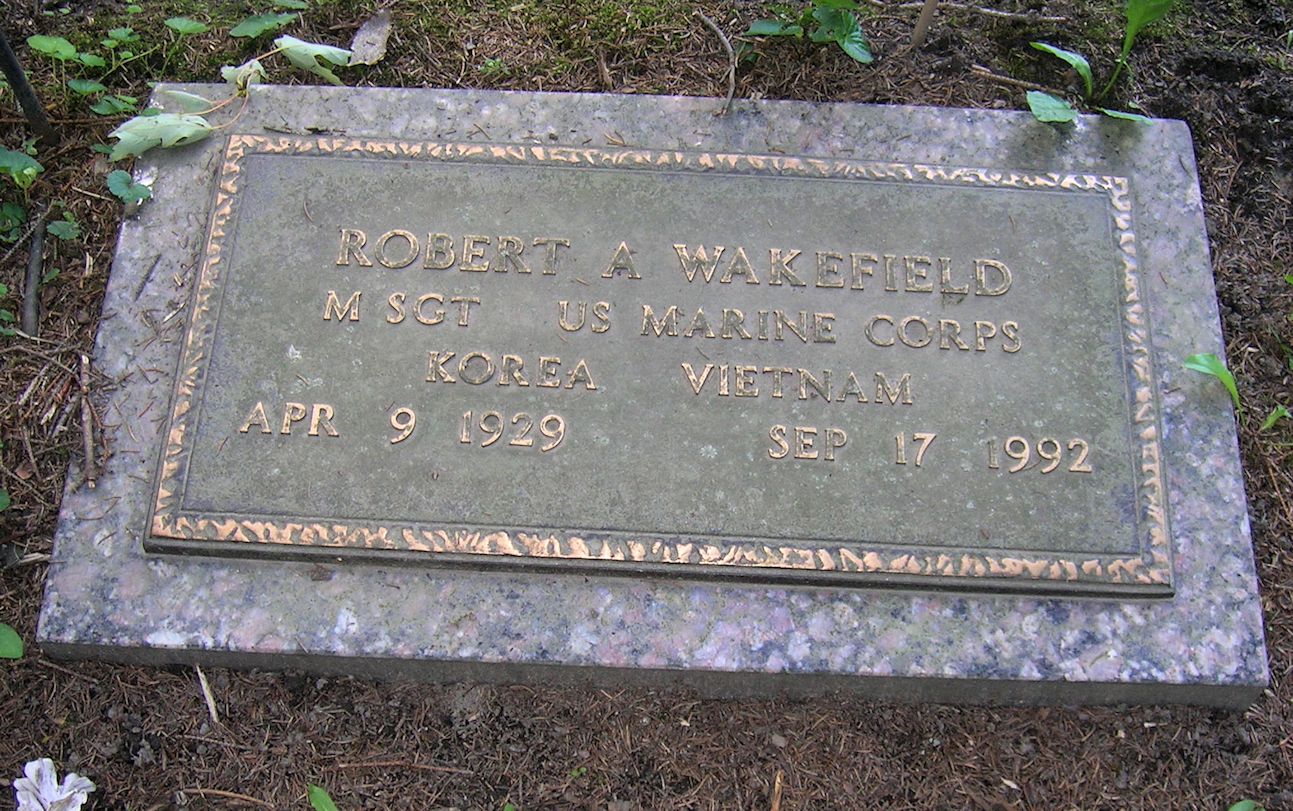 ROBERT A WAKEFIELD
M SGT US MARINE CORPS
KOREA VIETNAM
APR 9 1929 SEP 17 1992